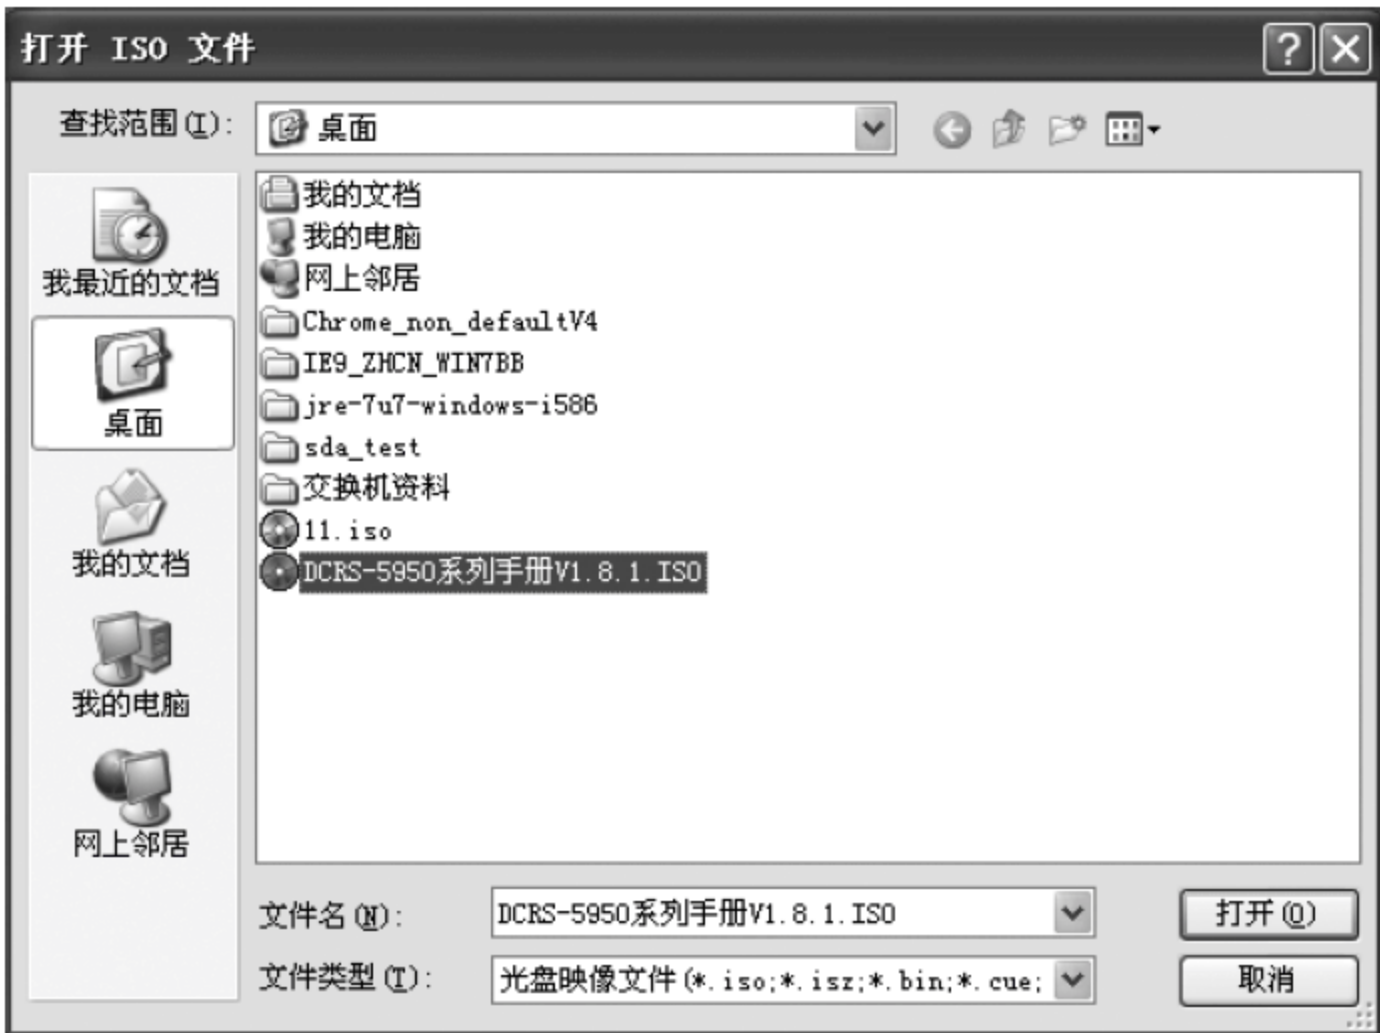 打开 ISO 文件
查找范围(I):
桌面
我最近的文档
桌面
我的文档
我的电脑
网上邻居
我的文档
我的电脑
网上邻居
Chrome_non_defaultV4
IE9_ZHCN_WIN7BB
jre-7u7-windows-i586
sda_test
交换机资料
11.iso
DCRS-5950系列手册V1.8.1.ISO
文件名(N):
DCRS-5950系列手册V1.8.1.ISO
打开(O)
文件类型(T):
光盘映像文件(*.iso;*.isz;*.bin;*.cue;
取消